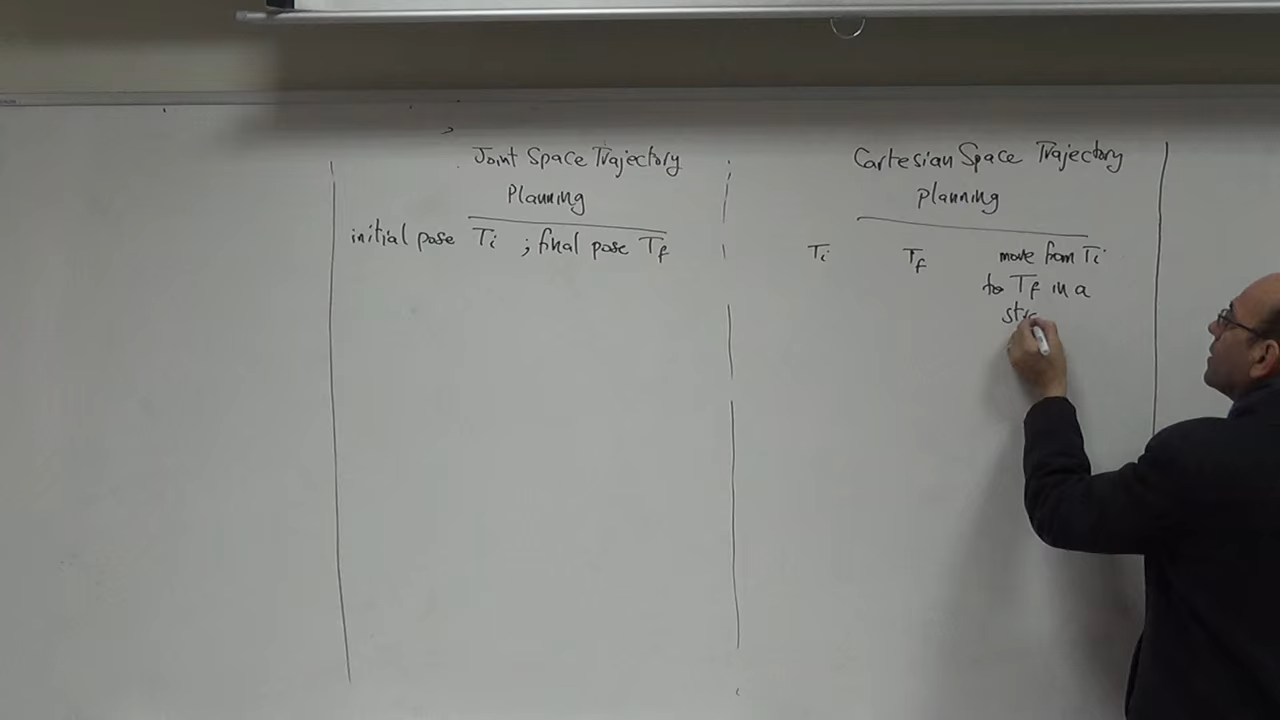 Joint Space Trajectory
Planning
initial pose Ti ; final pose Tf
Cartesian Space Trajectory
planning
Ti Tf move from Ti
to Tf in a